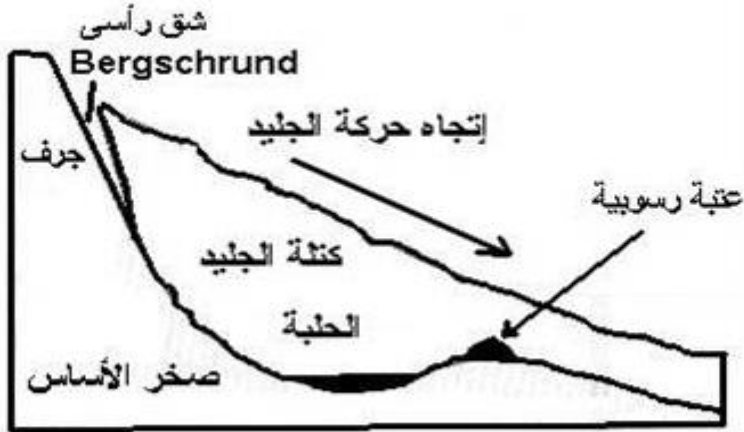 شق رأسى
Bergschrund
إتجاه حركة الجليد
جرف
عتبة رسوبية
كتلة الجليد
الحلبة
صخر الأساس